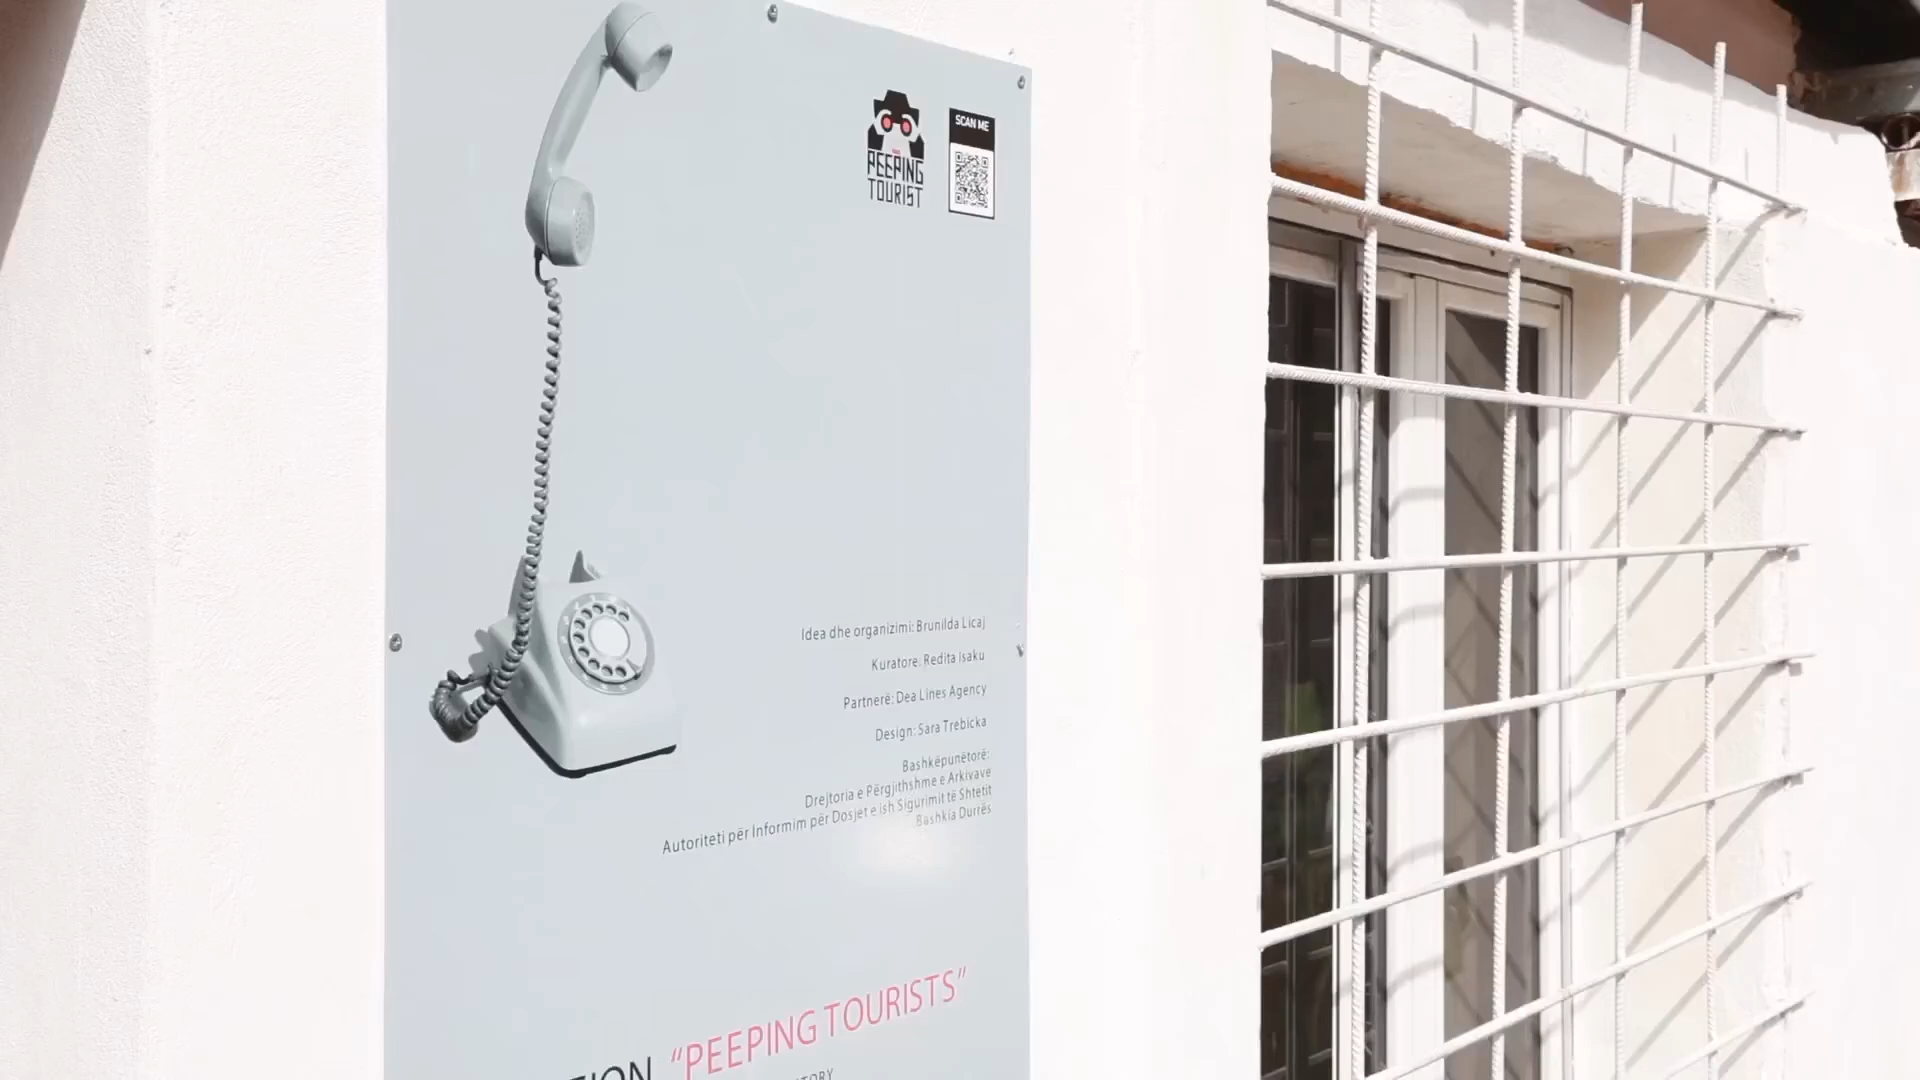 SCAN ME
PEEPING
TOURIST
Idea dhe organizimi: Brunilda Licaj
Kuratore: Redita Isaku
Partnerë: Dea Lines Agency
Design: Sara Trebicka
Bashkëpunëtorë:
Drejtoria e Përgjithshme e Arkivave
Autoriteti për Informim për Dosjet e ish Sigurimit të Shtetit
Bashkia Durrës
“PEEPING TOURISTS”